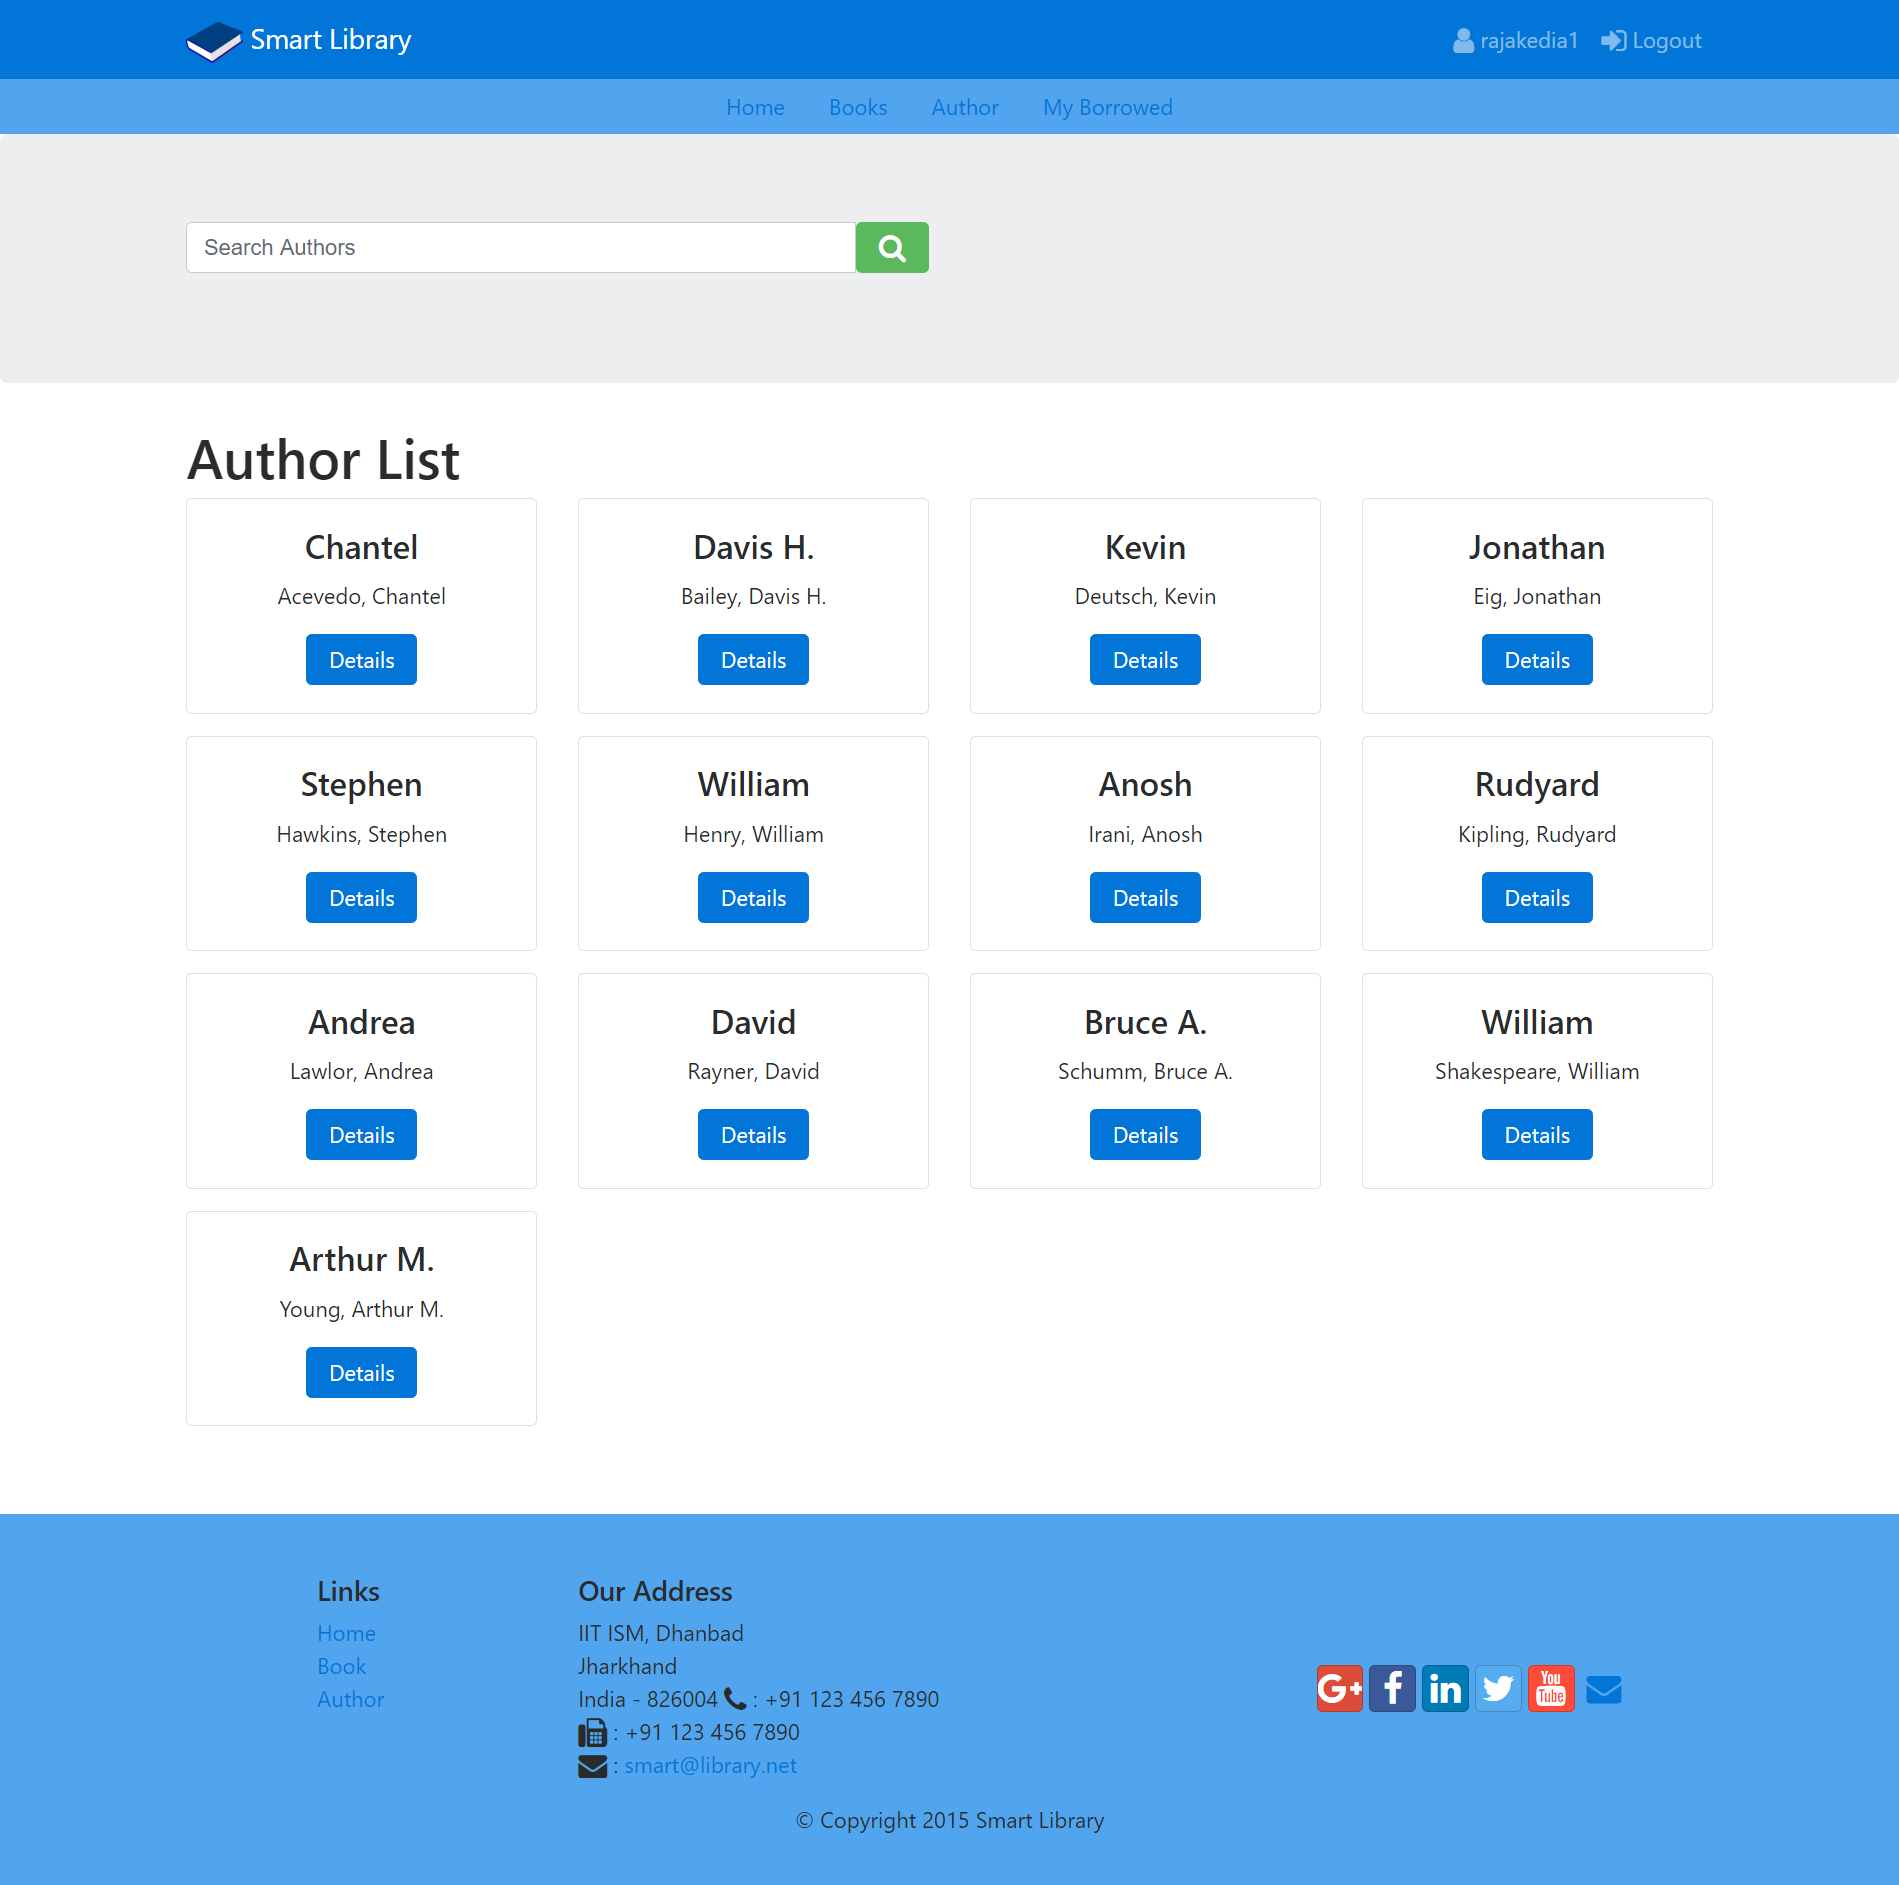 Smart Library
rajakedia1 Logout
Home Books Author My Borrowed
Search Authors
Author List
Chantel
Acevedo, Chantel
Details
Davis H.
Bailey, Davis H.
Details
Kevin
Deutsch, Kevin
Details
Jonathan
Eig, Jonathan
Details
Stephen
Hawkins, Stephen
Details
William
Henry, William
Details
Anosh
Irani, Anosh
Details
Rudyard
Kipling, Rudyard
Details
Andrea
Lawlor, Andrea
Details
David
Rayner, David
Details
Bruce A.
Schumm, Bruce A.
Details
William
Shakespeare, William
Details
Arthur M.
Young, Arthur M.
Details
Links
Home
Book
Author
Our Address
IIT ISM, Dhanbad
Jharkhand
India - 826004 : +91 123 456 7890
: +91 123 456 7890
: smart@library.net
G+ f in You Tube
© Copyright 2015 Smart Library